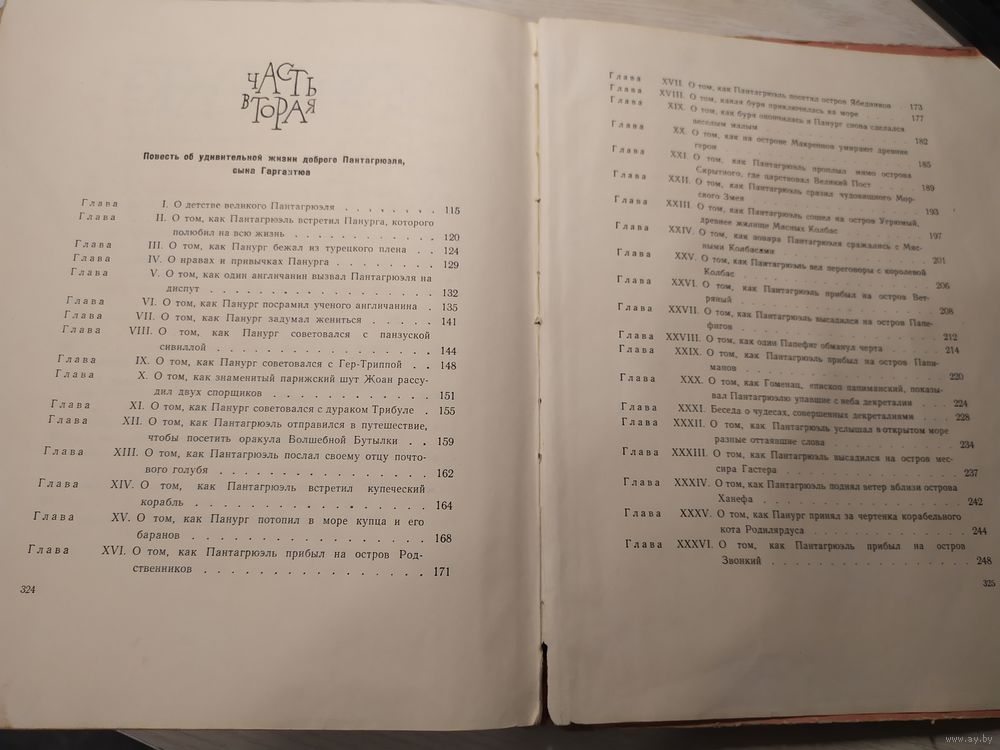 ЧАСТЬ
ВТОРАЯ
Повесть об удивительной жизни доброго Пантагрюэля,
сына Гаргантюа
Глава I. О детстве великого Пантагрюэля . . . . . . . 115
Глава II. О том, как Пантагрюэль встретил Панурга, которого
полюбил на всю жизнь . . . . . . . . . . . 120
Глава III. О том, как Панург бежал из турецкого плена . . 124
Глава IV. О нравах и привычках Панурга . . . . . . . 129
Глава V. О том, как один англичанин вызвал Пантагрюэля на
диспут . . . . . . . . . . . . . . . 132
Глава VI. О том, как Панург посрамил ученого англичанина . 135
Глава VII. О том, как Панург задумал жениться . . . . . 141
Глава VIII. О том, как Панург советовался с панзуской
сивиллой . . . . . . . . . . . . . . 144
Глава IX. О том, как Панург советовался с Гер-Триппой . . 148
Глава X. О том, как знаменитый парижский шут Жоан рассу-
дил двух спорщиков . . . . . . . . . . . 151
Глава XI. О том, как Панург советовался с дураком Трибуле . 155
Глава XII. О том, как Пантагрюэль отправился в путешествие,
чтобы посетить оракула Волшебной Бутылки . . 159
Глава XIII. О том, как Пантагрюэль послал своему отцу почто-
вого голубя . . . . . . . . . . . . . . 162
Глава XIV. О том, как Пантагрюэль встретил купеческий
корабль . . . . . . . . . . . . . . . 164
Глава XV. О том, как Панург потопил в море купца и его
баранов . . . . . . . . . . . . . . . 168
Глава XVI. О том, как Пантагрюэль прибыл на остров Род-
ственников . . . . . . . . . . . . . . 171
324
Глава XVII. О том, как Пантагрюэль посетил остров Ябедников . 173
Глава XVIII. О том, какая буря приключилась на море . . . . 177
Глава XIX. О том, как буря окончилась и Панург снова сделался
веселым малым . . . . . . . . . . . . 182
Глава XX. О том, как на острове Макреонов умирают древние
герои . . . . . . . . . . . . . . . . 185
Глава XXI. О том, как Пантагрюэль проплыл мимо острова
Скрытного, где царствовал Великий Пост . . . . 189
Глава XXII. О том, как Пантагрюэль сразил чудовищного Мор-
ского Змея . . . . . . . . . . . . . . 193
Глава XXIII. О том, как Пантагрюэль сошел на остров Угрюмый,
древнее жилище Мясных Колбас . . . . . . . 197
Глава XXIV. О том, как повара Пантагрюэля сражались с Мяс-
ными Колбасами . . . . . . . . . . . . 201
Глава XXV. О том, как Пантагрюэль вел переговоры с королевой
Колбас . . . . . . . . . . . . . . . 206
Глава XXVI. О том, как Пантагрюэль прибыл на остров Вет-
ряный . . . . . . . . . . . . . . . 208
Глава XXVII. О том, как Пантагрюэль высадился на остров Папе-
фигов . . . . . . . . . . . . . . . 212
Глава XXVIII. О том, как один Папефиг обманул черта . . . . 214
Глава XXIX. О том, как Пантагрюэль прибыл на остров Папи-
манов . . . . . . . . . . . . . . . 220
Глава XXX. О том, как Гоменац, епископ папиманский, показы-
вал Пантагрюэлю упавшие с неба декреталии . . . 224
Глава XXXI. Беседа о чудесах, совершенных декреталиями . . 228
Глава XXXII. О том, как Пантагрюэль услышал в открытом море
разные оттаявшие слова . . . . . . . . . . 234
Глава XXXIII. О том, как Пантагрюэль высадился на остров мес-
сира Гастера . . . . . . . . . . . . . 237
Глава XXXIV. О том, как Пантагрюэль поднял ветер вблизи острова
Ханефа . . . . . . . . . . . . . . . 242
Глава XXXV. О том, как Панург принял за чертенка корабельного
кота Родилярдуса . . . . . . . . . . . . 244
Глава XXXVI. О том, как Пантагрюэль прибыл на остров
Звонкий . . . . . . . . . . . . . . . 248
325
www.ay.by